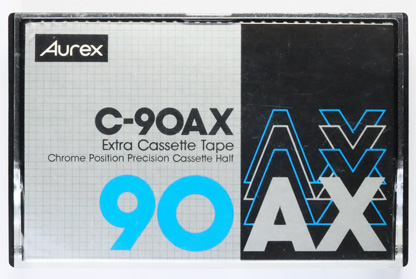 Aurex
C-90AX
Extra Cassette Tape
Chrome Position Precision Cassette Half
90 AX